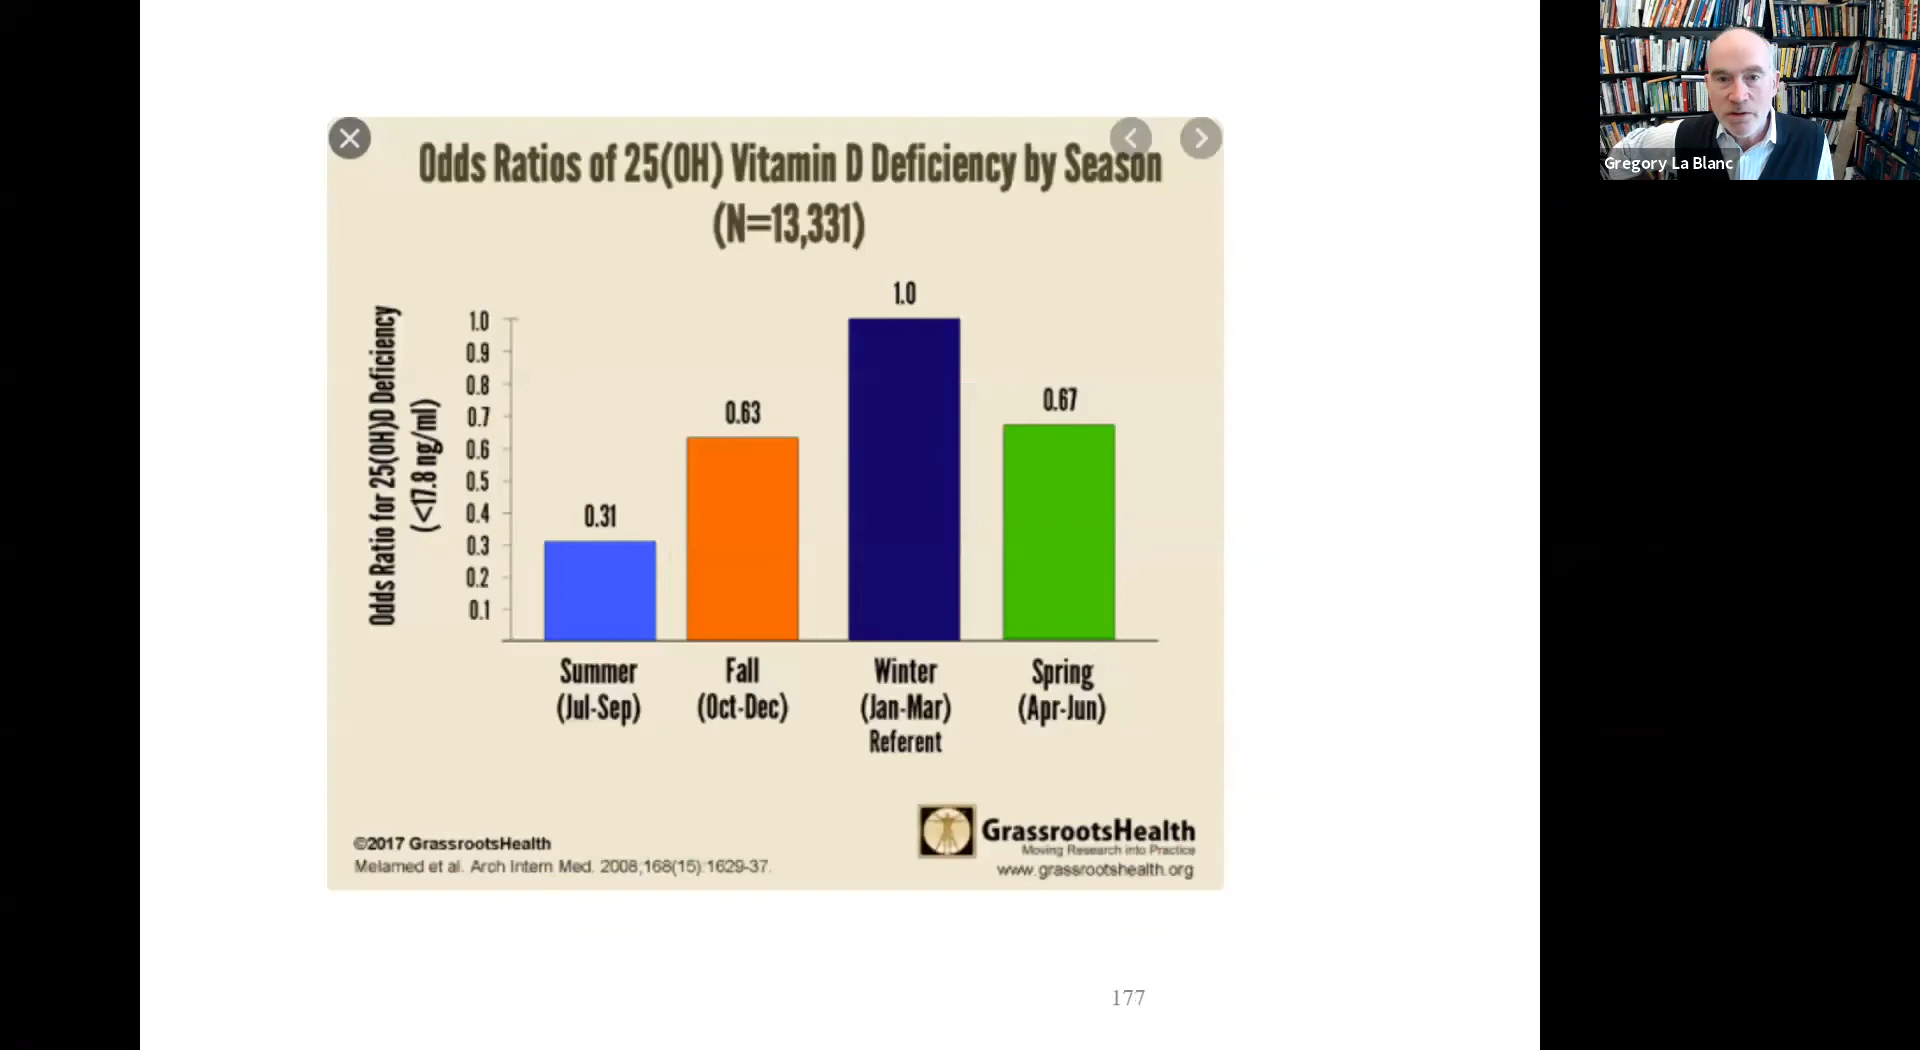 Odds Ratios of 25(OH) Vitamin D Deficiency by Season
(N=13,331)
Odds Ratio for 25(OH)D Deficiency
(<17.8 ng/ml)
1.0
0.9
0.8
0.7
0.6
0.5
0.4
0.3
0.2
0.1
0.31
0.63
1.0
0.67
Summer
(Jul-Sep)
Fall
(Oct-Dec)
Winter
(Jan-Mar)
Referent
Spring
(Apr-Jun)
©2017 GrassrootsHealth
Melamed et al. Arch Intern Med. 2008;168(15):1629-37.
GrassrootsHealth
Moving Research into Practice
www.grassrootshealth.org
177
Gregory La Blanc